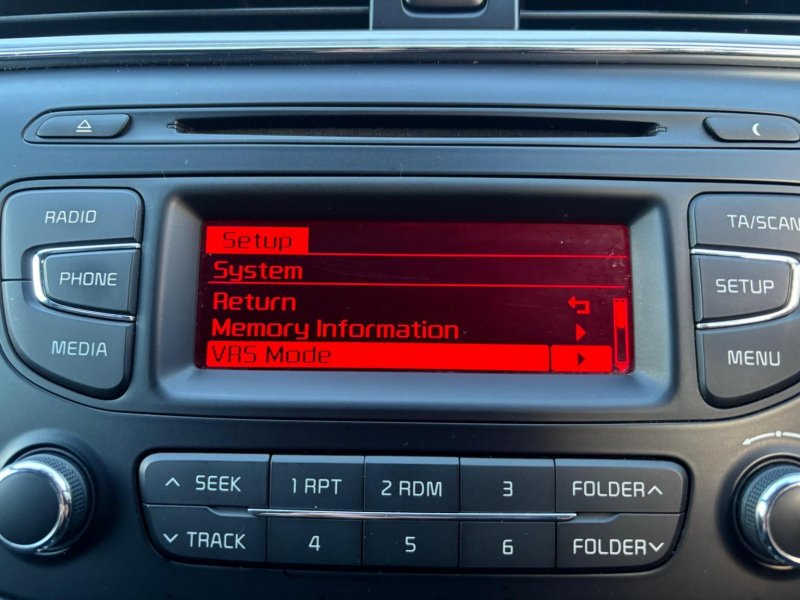 RADIO
PHONE
MEDIA
Setup
System
Return
Memory Information
VRS Mode
TA/SCAN
SETUP
MENU
SEEK
1 RPT
2 RDM
3
FOLDER
TRACK
4
5
6
FOLDER